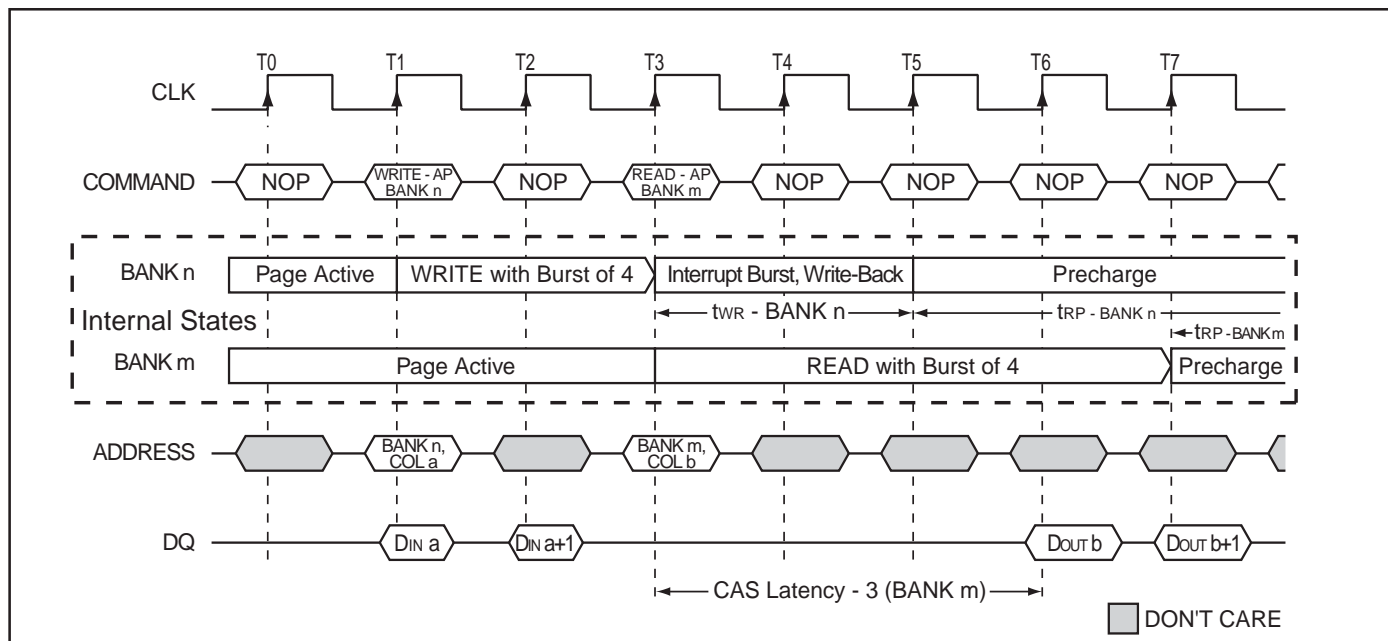 T0 T1 T2 T3 T4 T5 T6 T7
CLK
COMMAND NOP WRITE - AP BANK n NOP READ - AP BANK m NOP NOP NOP NOP
BANK n Page Active WRITE with Burst of 4 Interrupt Burst, Write-Back Precharge
tWR - BANK n tRP - BANK n
Internal States
tRP - BANK m
BANK m Page Active READ with Burst of 4 Precharge
ADDRESS BANK n, COL a BANK m, COL b
DQ DIN a DIN a+1 DOUT b DOUT b+1
CAS Latency - 3 (BANK m)
DON'T CARE